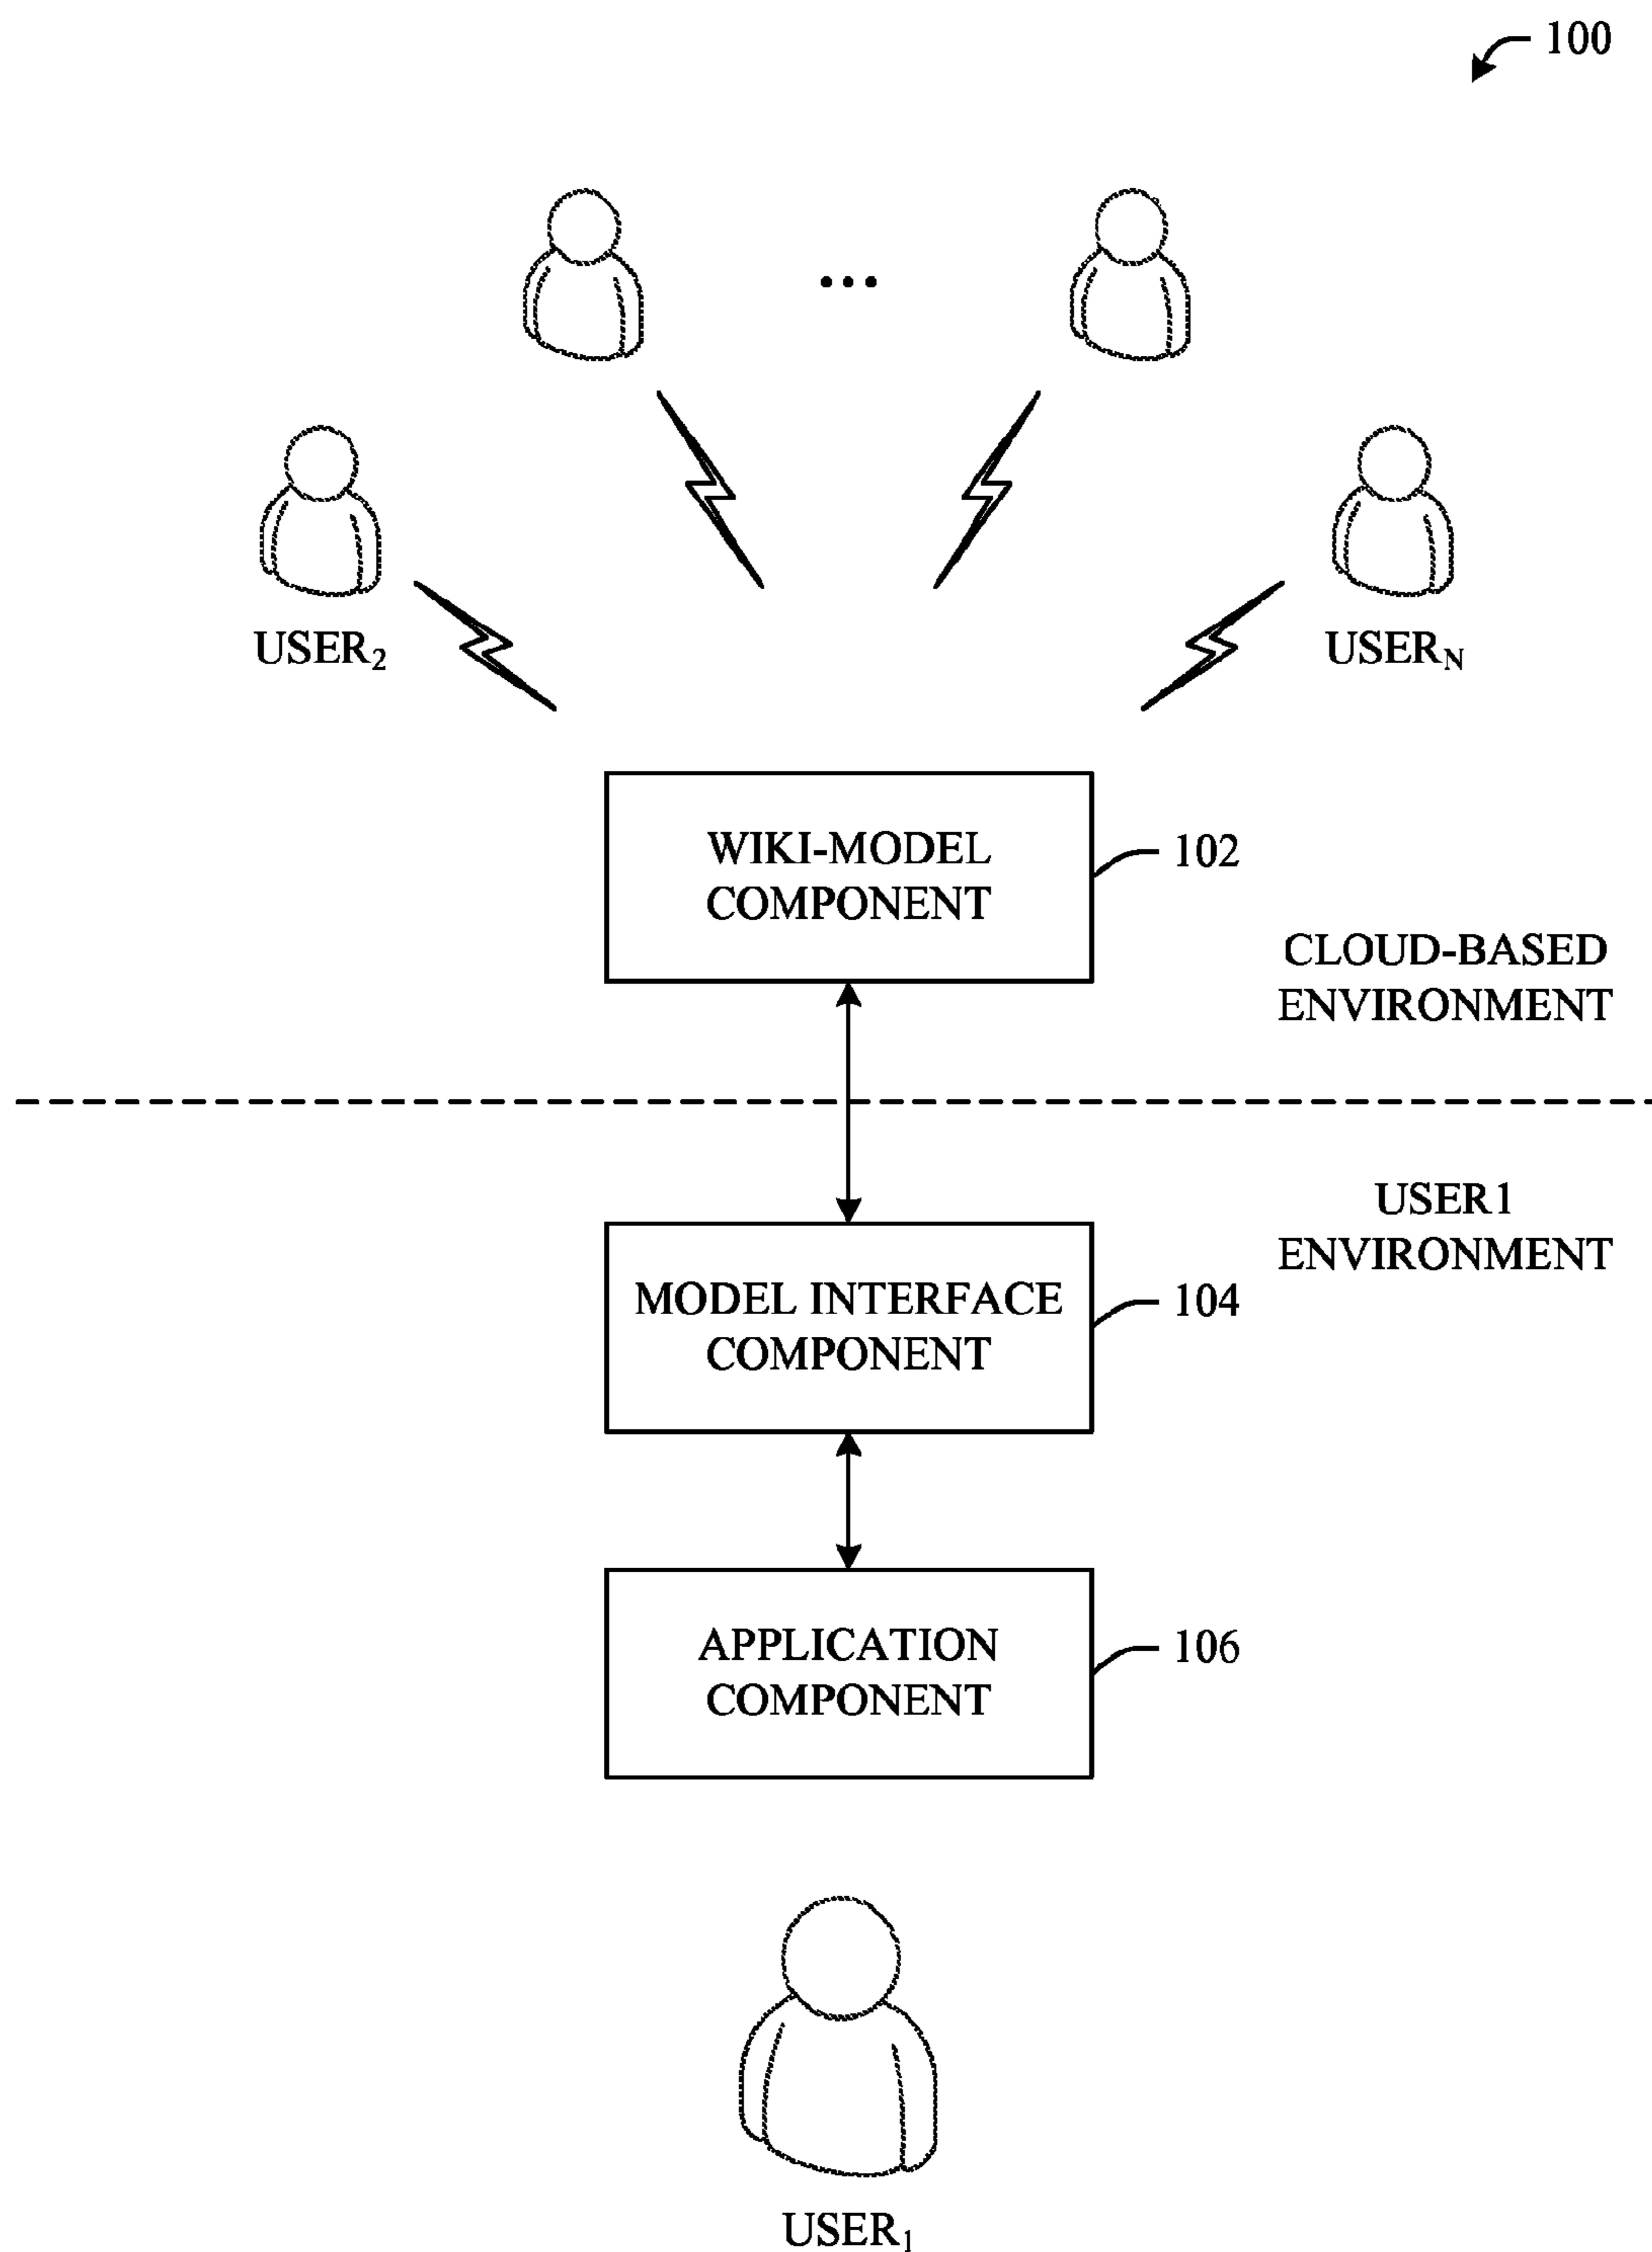 100
...
USER₂
USERN
WIKI-MODEL
COMPONENT
102
CLOUD-BASED
ENVIRONMENT
USER1
ENVIRONMENT
MODEL INTERFACE
COMPONENT
104
APPLICATION
COMPONENT
106
USER₁